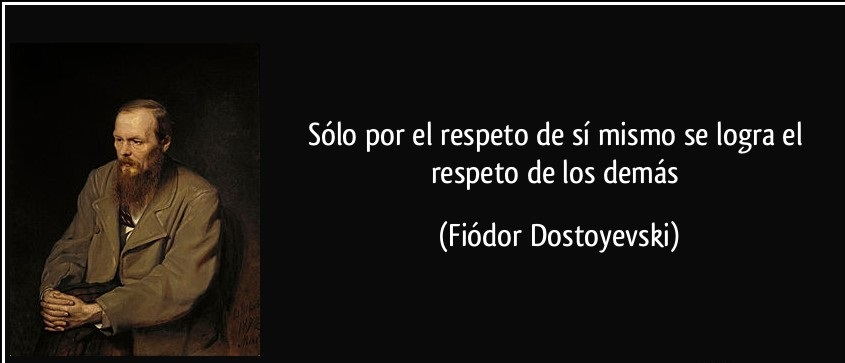 Sólo por el respeto de sí mismo se logra el
respeto de los demás
(Fiódor Dostoyevski)